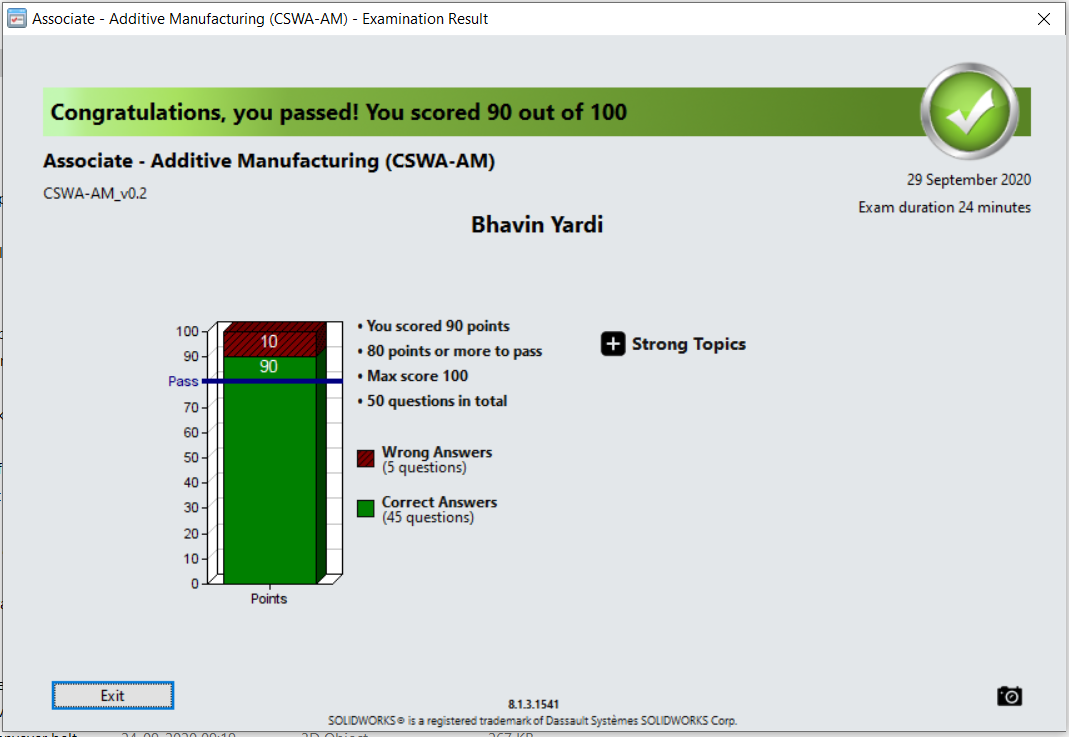 Associate - Additive Manufacturing (CSWA-AM) - Examination Result
Congratulations, you passed! You scored 90 out of 100
Associate - Additive Manufacturing (CSWA-AM)
29 September 2020
CSWA-AM_v0.2
Exam duration 24 minutes
Bhavin Yardi
100
90
Pass
70
60
50
40
30
20
10
0
10
90
Points
• You scored 90 points
• 80 points or more to pass
• Max score 100
• 50 questions in total
Wrong Answers
(5 questions)
Correct Answers
(45 questions)
Strong Topics
Exit
8.1.3.1541
SOLIDWORKS® is a registered trademark of Dassault Systèmes SOLIDWORKS Corp.